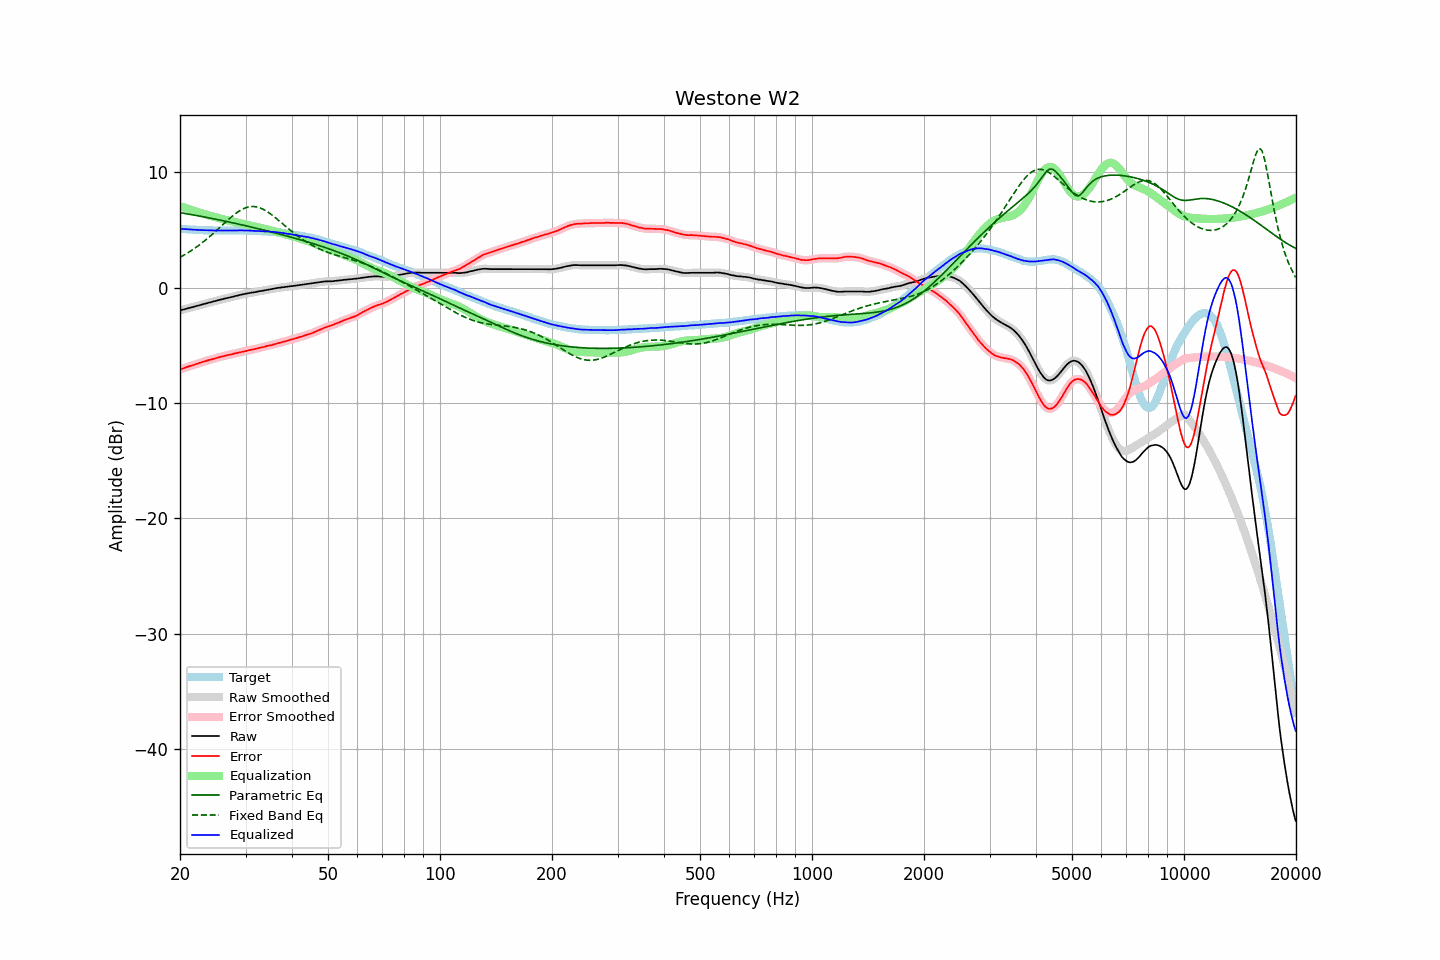 Westone W2
10
0
−10
−20
−30
−40
Amplitude (dBr)
Target
Raw Smoothed
Error Smoothed
Raw
Error
Equalization
Parametric Eq
Fixed Band Eq
Equalized
20 50 100 200 500 1000 2000 5000 10000 20000
Frequency (Hz)